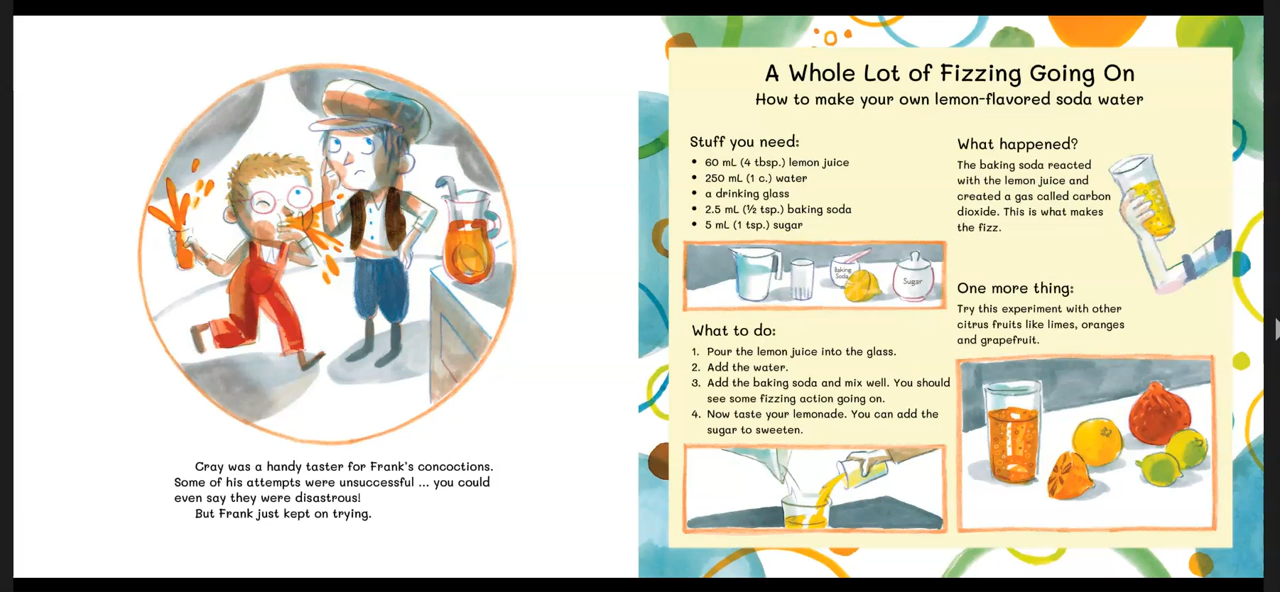 Cray was a handy taster for Frank's concoctions.
Some of his attempts were unsuccessful ... you could
even say they were disastrous!
But Frank just kept on trying.
A Whole Lot of Fizzing Going On
How to make your own lemon-flavored soda water
Stuff you need:
• 60 mL (4 tbsp.) lemon juice
• 250 mL (1 c.) water
• a drinking glass
• 2.5 mL (½ tsp.) baking soda
• 5 mL (1 tsp.) sugar
Baking
Soda
Sugar
What to do:
1. Pour the lemon juice into the glass.
2. Add the water.
3. Add the baking soda and mix well. You should
see some fizzing action going on.
4. Now taste your lemonade. You can add the
sugar to sweeten.
What happened?
The baking soda reacted
with the lemon juice and
created a gas called carbon
dioxide. This is what makes
the fizz.
One more thing:
Try this experiment with other
citrus fruits like limes, oranges
and grapefruit.